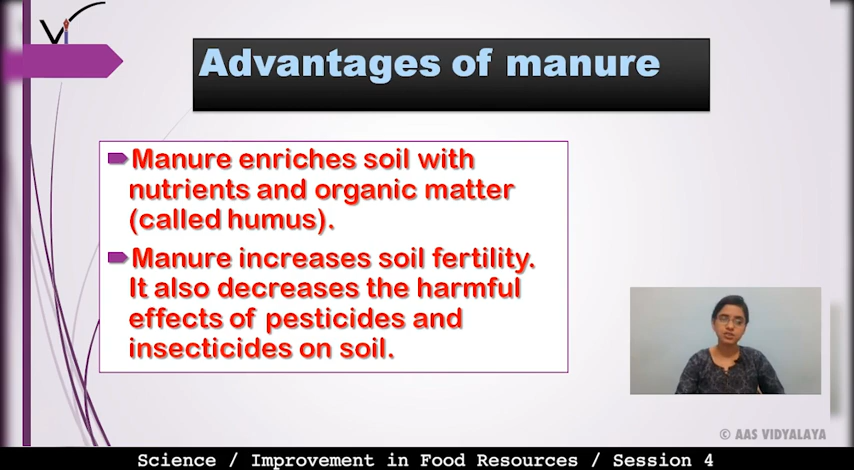 Vi
Advantages of manure
Manure enriches soil with
nutrients and organic matter
(called humus).
Manure increases soil fertility.
It also decreases the harmful
effects of pesticides and
insecticides on soil.
© AAS VIDYALAYA
Science / Improvement in Food Resources / Session 4